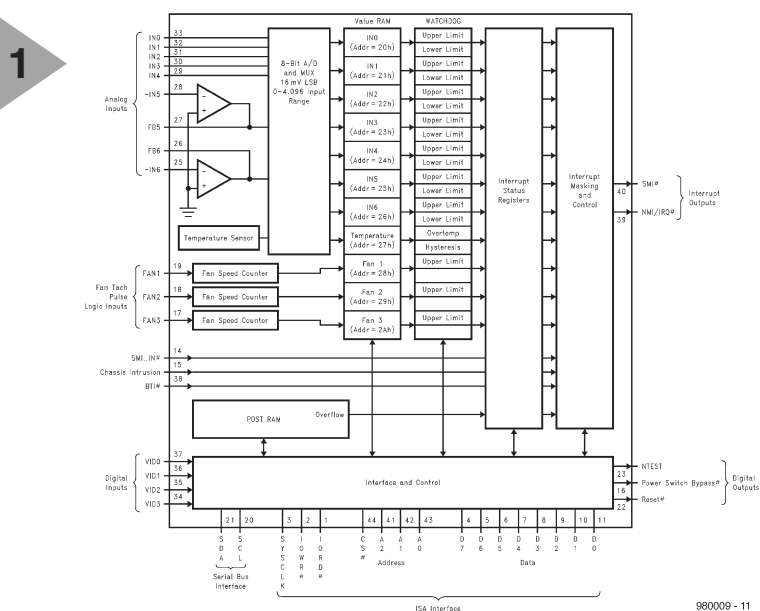 1
Value RAM
WATCHDOG
Analog
Inputs
IN0
IN1
IN2
IN3
IN4
-IN5
FB5
FB6
-IN6
33
32
31
30
29
28
27
26
25
-
+
-
+
8-Bit A/D
and MUX
16 mV LSB
0-4.096 Input
Range
Temperature Sensor
IN0
(Addr = 20h)
IN1
(Addr = 21h)
IN2
(Addr = 22h)
IN3
(Addr = 23h)
IN4
(Addr = 24h)
IN5
(Addr = 23h)
IN6
(Addr = 26h)
Temperature
(Addr = 27h)
Fan 1
(Addr = 28h)
Fan 2
(Addr = 29h)
Fan 3
(Addr = 2Ah)
Upper Limit
Lower Limit
Upper Limit
Lower Limit
Upper Limit
Lower Limit
Upper Limit
Lower Limit
Upper Limit
Lower Limit
Upper Limit
Lower Limit
Upper Limit
Lower Limit
Overtemp
Hysteresis
Upper Limit
Upper Limit
Upper Limit
Interrupt
Status
Registers
Interrupt
Masking
and
Control
40
SMI#
39
NMI/IRQ#
Interrupt
Outputs
Fan Tach
Pulse
Logic Inputs
FAN1
19
Fan Speed Counter
FAN2
18
Fan Speed Counter
FAN3
17
Fan Speed Counter
SMI_IN#
14
Chassis Intrusion
15
BTI#
38
POST RAM
Overflow
Digital
Inputs
VID0
37
VID1
36
VID2
35
VID3
34
Interface and Control
NTEST
23
Power Switch Bypass#
16
Reset#
22
Digital
Outputs
21 20 3 2 1 44 41 42 43 4 5 6 7 8 9 10 11
SDA
SCL
SYSCLK
IOWR#
IORD#
CS#
A2
A1
A0
D7
D6
D5
D4
D3
D2
D1
D0
Address
Data
Serial Bus
Interface
ISA Interface
980009 - 11